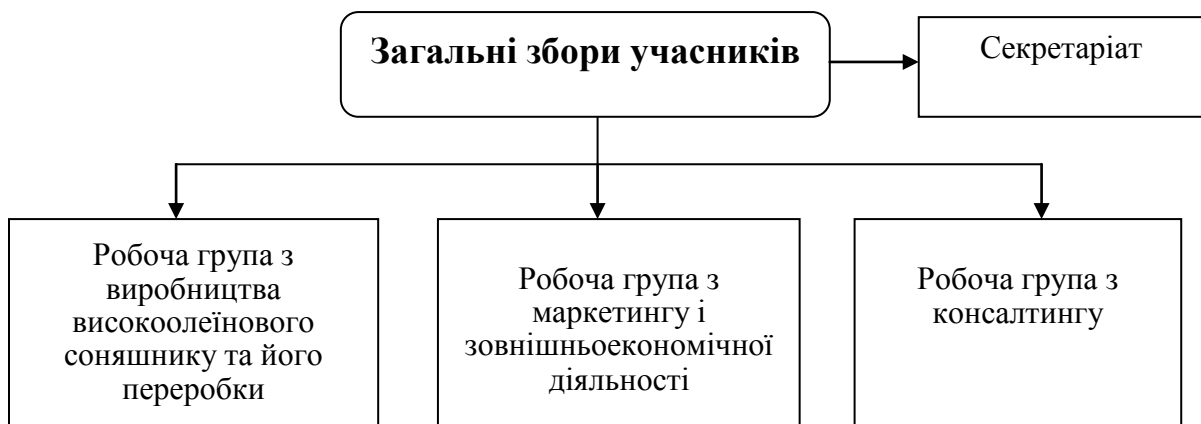 Загальні збори учасників
Секретаріат
Робоча група з
виробництва
високоолеїнового
соняшнику та його
переробки
Робоча група з
маркетингу і
зовнішньоекономічної
діяльності
Робоча група з
консалтингу